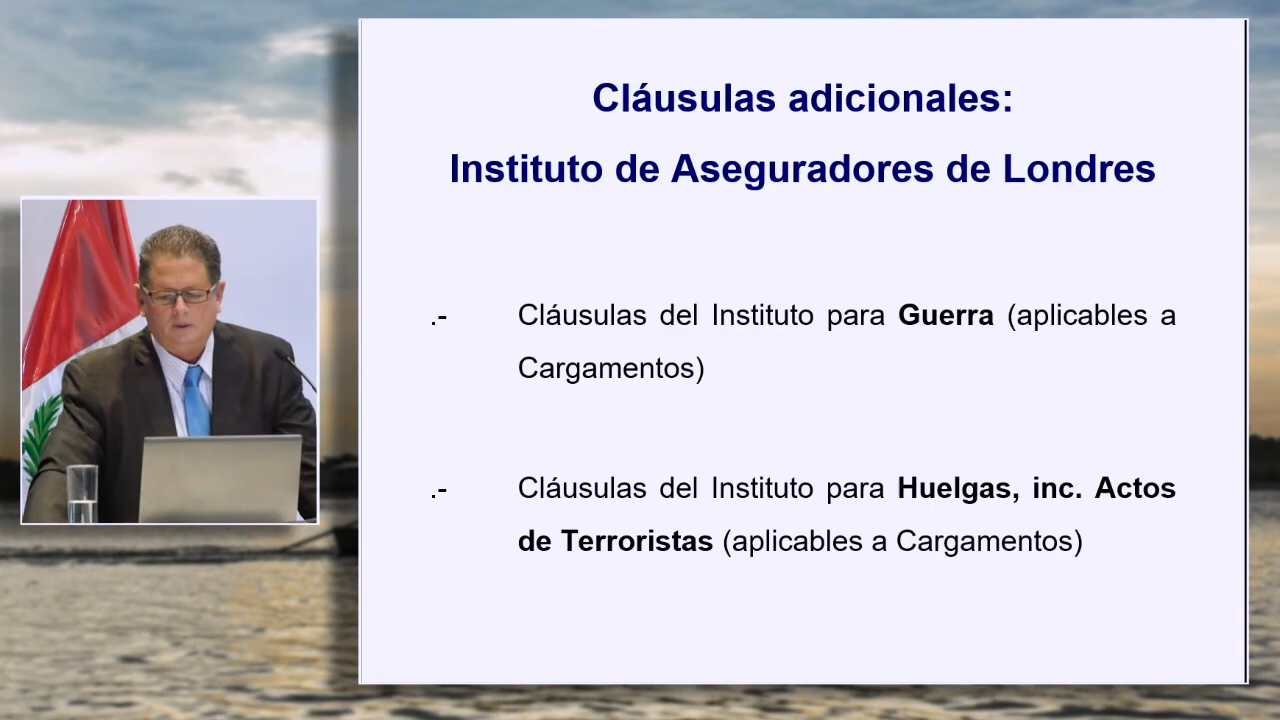 Cláusulas adicionales:
Instituto de Aseguradores de Londres
.- Cláusulas del Instituto para Guerra (aplicables a
Cargamentos)
.- Cláusulas del Instituto para Huelgas, inc. Actos
de Terroristas (aplicables a Cargamentos)